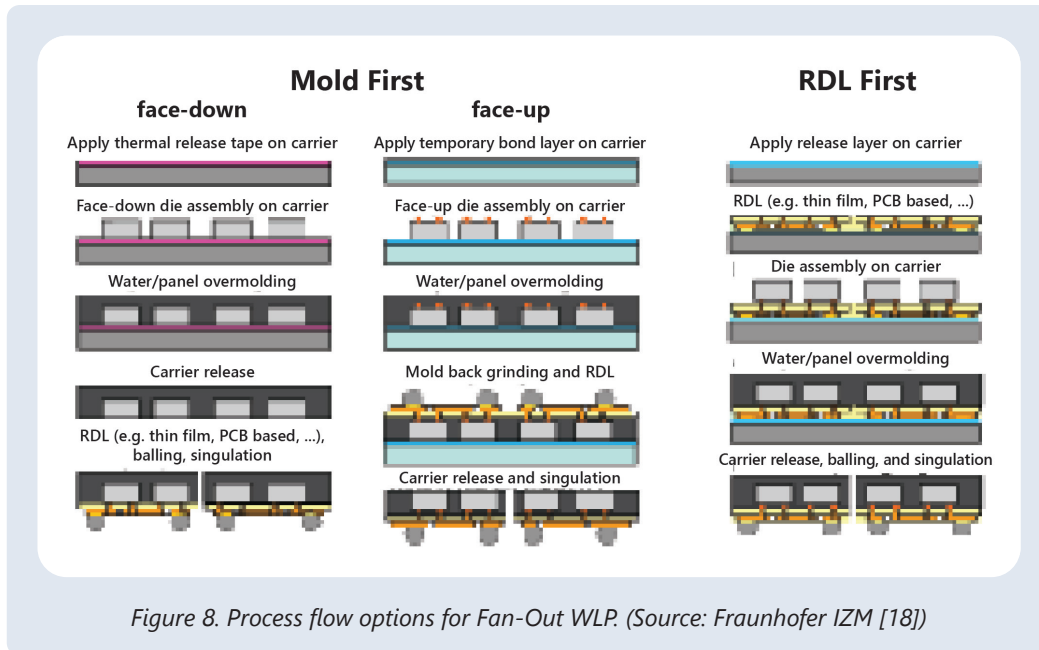 Mold First
face-down
Apply thermal release tape on carrier
Face-down die assembly on carrier
Water/panel overmolding
Carrier release
RDL (e.g. thin film, PCB based, ...),
balling, singulation
face-up
Apply temporary bond layer on carrier
Face-up die assembly on carrier
Water/panel overmolding
Mold back grinding and RDL
Carrier release and singulation
RDL First
Apply release layer on carrier
RDL (e.g. thin film, PCB based, ...)
Die assembly on carrier
Water/panel overmolding
Carrier release, balling, and singulation
Figure 8. Process flow options for Fan-Out WLP. (Source: Fraunhofer IZM [18])